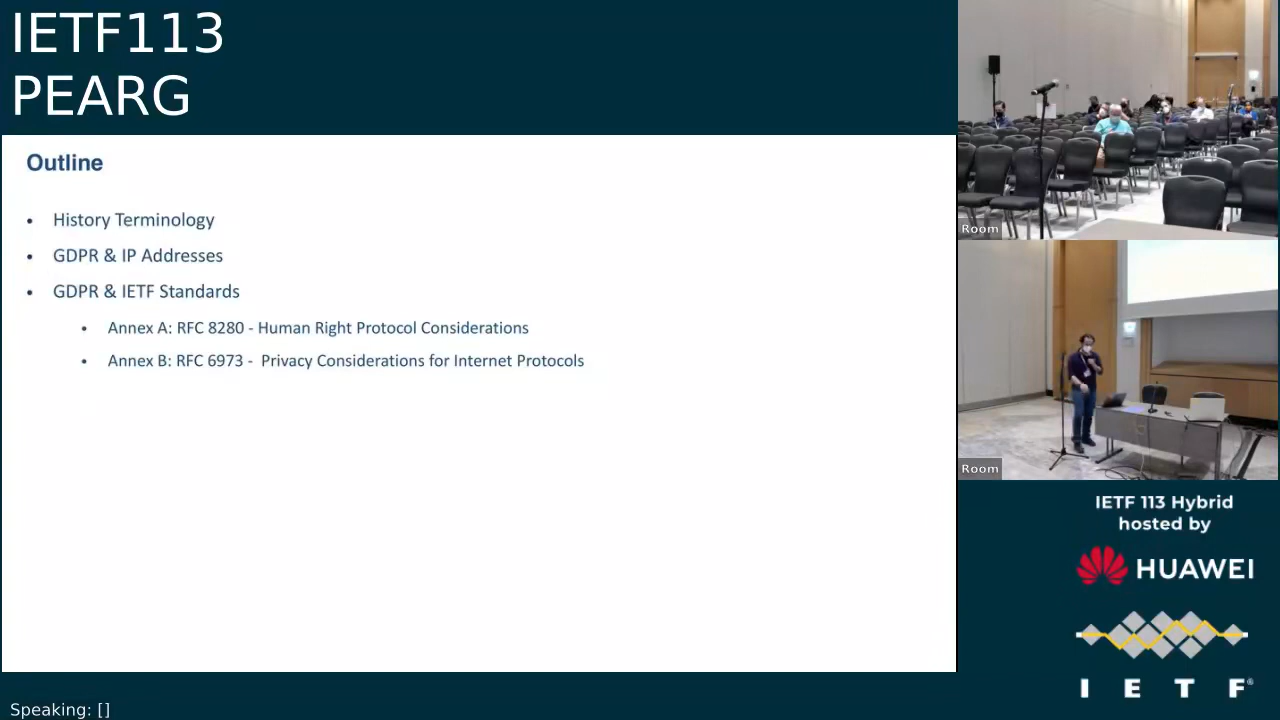 IETF113
PEARG
Outline
• History Terminology
• GDPR & IP Addresses
• GDPR & IETF Standards
• Annex A: RFC 8280 - Human Right Protocol Considerations
• Annex B: RFC 6973 - Privacy Considerations for Internet Protocols
Room
Room
IETF 113 Hybrid
hosted by
HUAWEI
I E T F®
Speaking: []